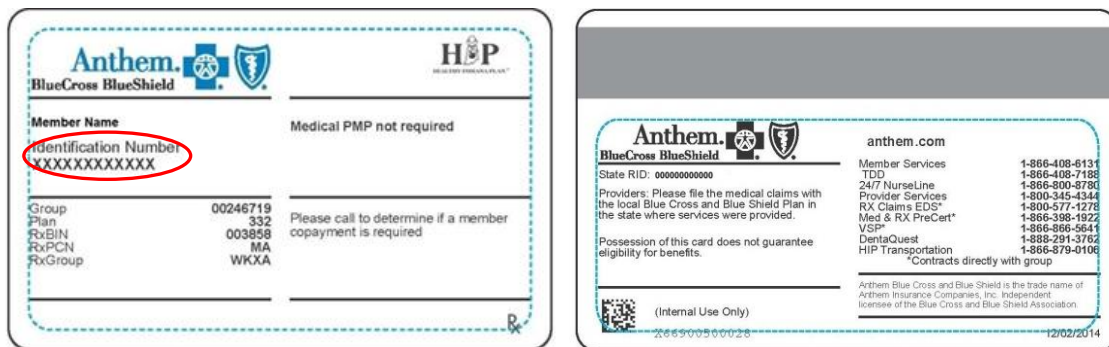 Anthem.
BlueCross BlueShield
HIP
HEALTHY INDIANA PLAN
Member Name
Identification Number
XXXXXXXXXXXX
Medical PMP not required
Group 00246719
Plan 332
RxBIN 003858
RxPCN MA
RxGroup WKXA
Please call to determine if a member
copayment is required
Rx
Anthem.
BlueCross BlueShield
State RID: 000000000000
Providers: Please file the medical claims with
the local Blue Cross and Blue Shield Plan in
the state where services were provided.
Possession of this card does not guarantee
eligibility for benefits.
(Internal Use Only)
X66900500028
anthem.com
Member Services 1-866-408-6131
TDD 1-866-408-7188
24/7 NurseLine 1-866-800-8780
Provider Services 1-800-345-4344
RX Claims EDS* 1-800-577-1278
Med & RX PreCert* 1-866-398-1922
VSP* 1-866-866-5641
DentaQuest 1-888-291-3762
HIP Transportation 1-866-879-0106
*Contracts directly with group
Anthem Blue Cross and Blue Shield is the trade name of
Anthem Insurance Companies, Inc. Independent
licensee of the Blue Cross and Blue Shield Association.
12/02/2014